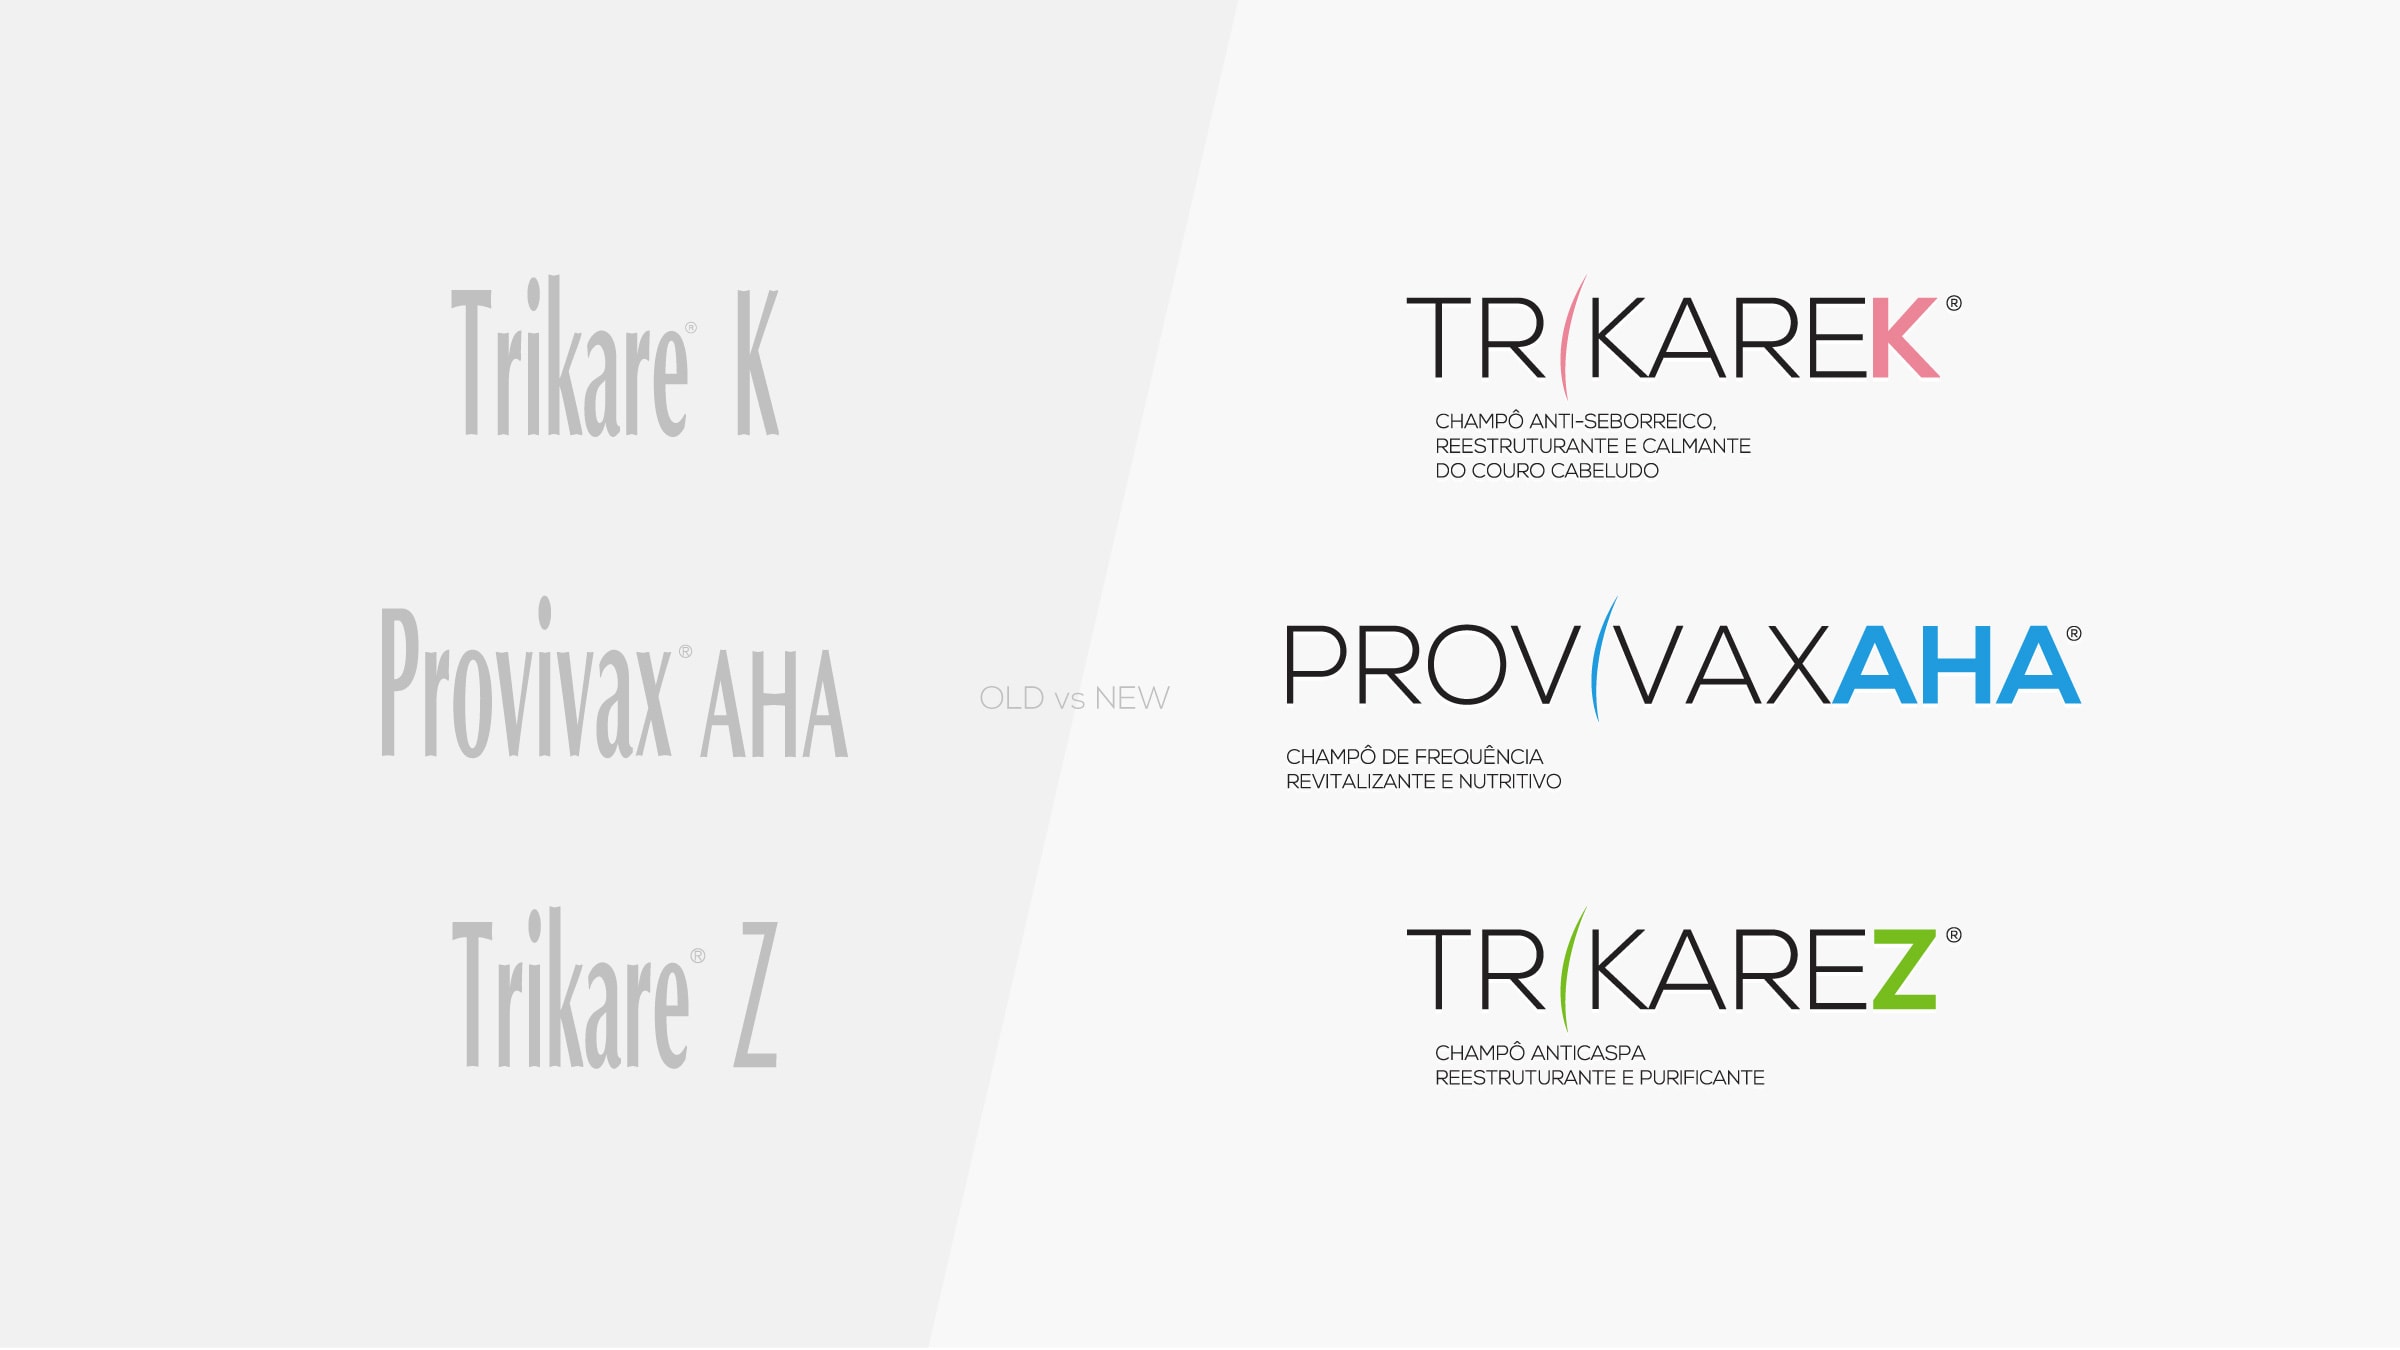 Trikare® K
Provivax® AHA
Trikare® Z
OLD vs NEW
TRIKAREK®
CHAMPÔ ANTI-SEBORREICO,
REESTRUTURANTE E CALMANTE
DO COURO CABELUDO
PROVIVAXAHA®
CHAMPÔ DE FREQUÊNCIA
REVITALIZANTE E NUTRITIVO
TRIKAREZ®
CHAMPÔ ANTICASPA
REESTRUTURANTE E PURIFICANTE